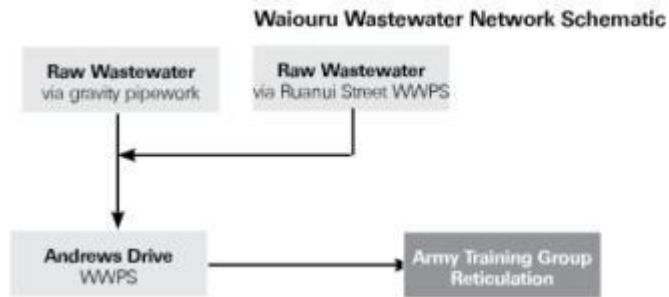 Waiouru Wastewater Network Schematic
Raw Wastewater
via gravity pipework
Raw Wastewater
via Ruanui Street WWPS
Andrews Drive
WWPS
Army Training Group
Reticulation